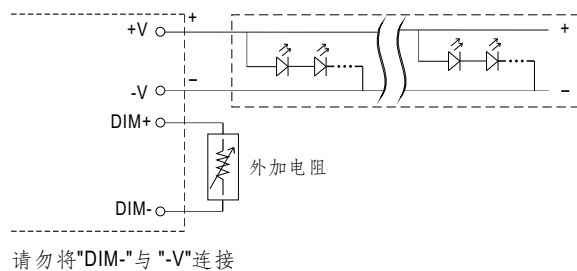 +V
+
+
-V
−
−
DIM+
外加电阻
DIM-
请勿将"DIM-"与 "-V"连接